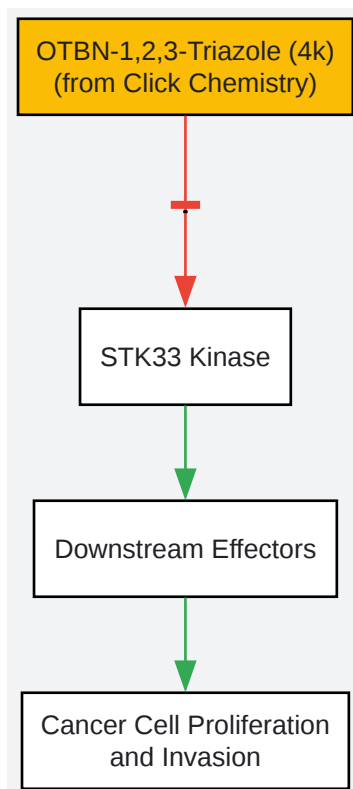 OTBN-1,2,3-Triazole (4k)
(from Click Chemistry)
STK33 Kinase
Downstream Effectors
Cancer Cell Proliferation
and Invasion